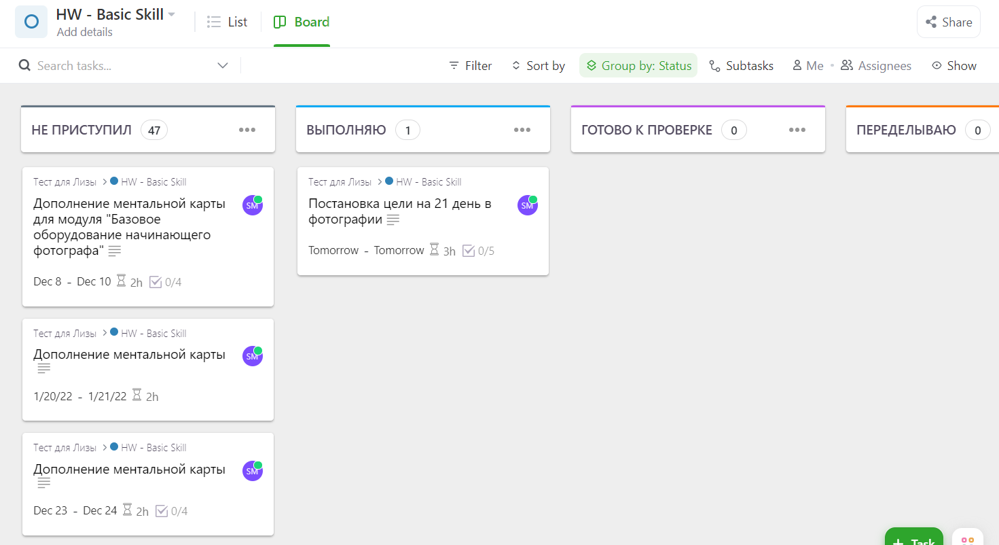 HW - Basic Skill
Add details
List
Board
Share
Search tasks...
Filter
Sort by
Group by: Status
Subtasks
Me
Assignees
Show
НЕ ПРИСТУПИЛ 47
ВЫПОЛНЯЮ 1
ГОТОВО К ПРОВЕРКЕ 0
ПЕРЕДЕЛЫВАЮ 0
Тест для Лизы > HW - Basic Skill
Дополнение ментальной карты
для модуля "Базовое
оборудование начинающего
фотографа"
SM
Dec 8 - Dec 10 2h 0/4
Тест для Лизы > HW - Basic Skill
Дополнение ментальной карты
SM
1/20/22 - 1/21/22 2h
Тест для Лизы > HW - Basic Skill
Дополнение ментальной карты
SM
Dec 23 - Dec 24 2h 0/4
Тест для Лизы > HW - Basic Skill
Постановка цели на 21 день в
фотографии
SM
Tomorrow - Tomorrow 3h 0/5
+ Task